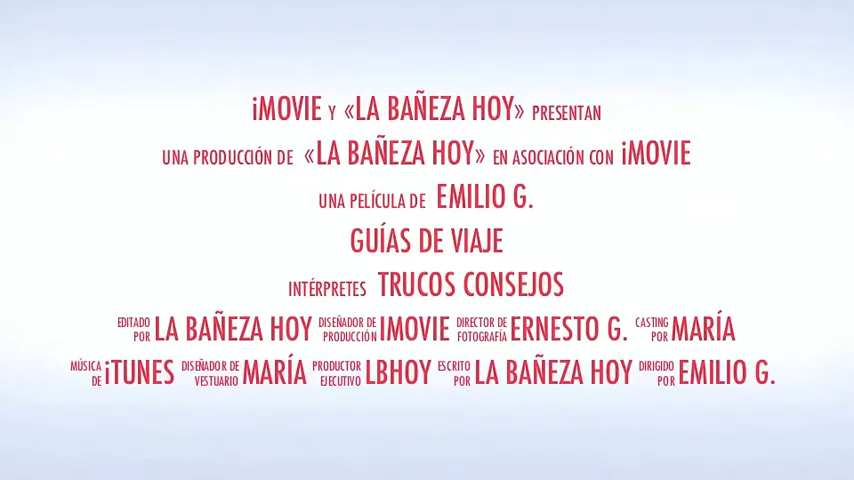 iMOVIE Y «LA BAÑEZA HOY» PRESENTAN
UNA PRODUCCIÓN DE «LA BAÑEZA HOY» EN ASOCIACIÓN CON iMOVIE
UNA PELÍCULA DE EMILIO G.
GUÍAS DE VIAJE
INTÉRPRETES TRUCOS CONSEJOS
EDITADO POR LA BAÑEZA HOY DISEÑADOR DE PRODUCCIÓN IMOVIE DIRECTOR DE FOTOGRAFÍA ERNESTO G. CASTING POR MARÍA
MÚSICA DE iTUNES DISEÑADOR DE VESTUARIO MARÍA PRODUCTOR EJECUTIVO LBHOY ESCRITO POR LA BAÑEZA HOY DIRIGIDO POR EMILIO G.